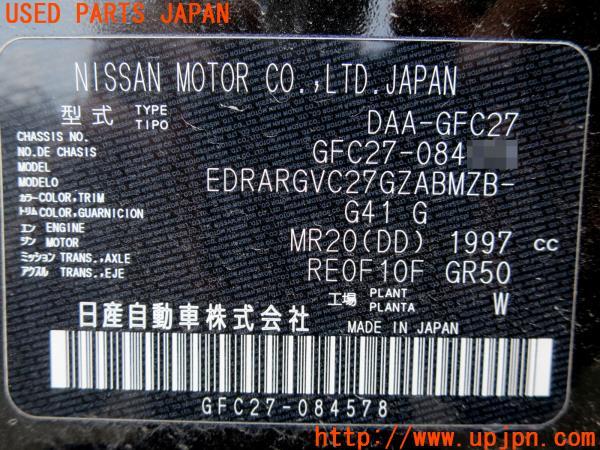 USED PARTS JAPAN
NISSAN MOTOR CO.,LTD.JAPAN
型式 TYPE TIPO DAA-GFC27
CHASSIS NO.
NO.DE CHASIS GFC27-084
MODEL
MODELO EDRARGVC27GZABMZB-
カラー COLOR,TRIM
トリム COLOR,GUARNICION G41 G
エン ENGINE
ジン MOTOR MR20(DD) 1997 cc
ミッション TRANS.,AXLE
アクスル TRANS.,EJE RE0F10F GR50
工場 PLANT PLANTA W
日産自動車株式会社 MADE IN JAPAN
GFC27-084578
パーツ http://www.upjpn.com